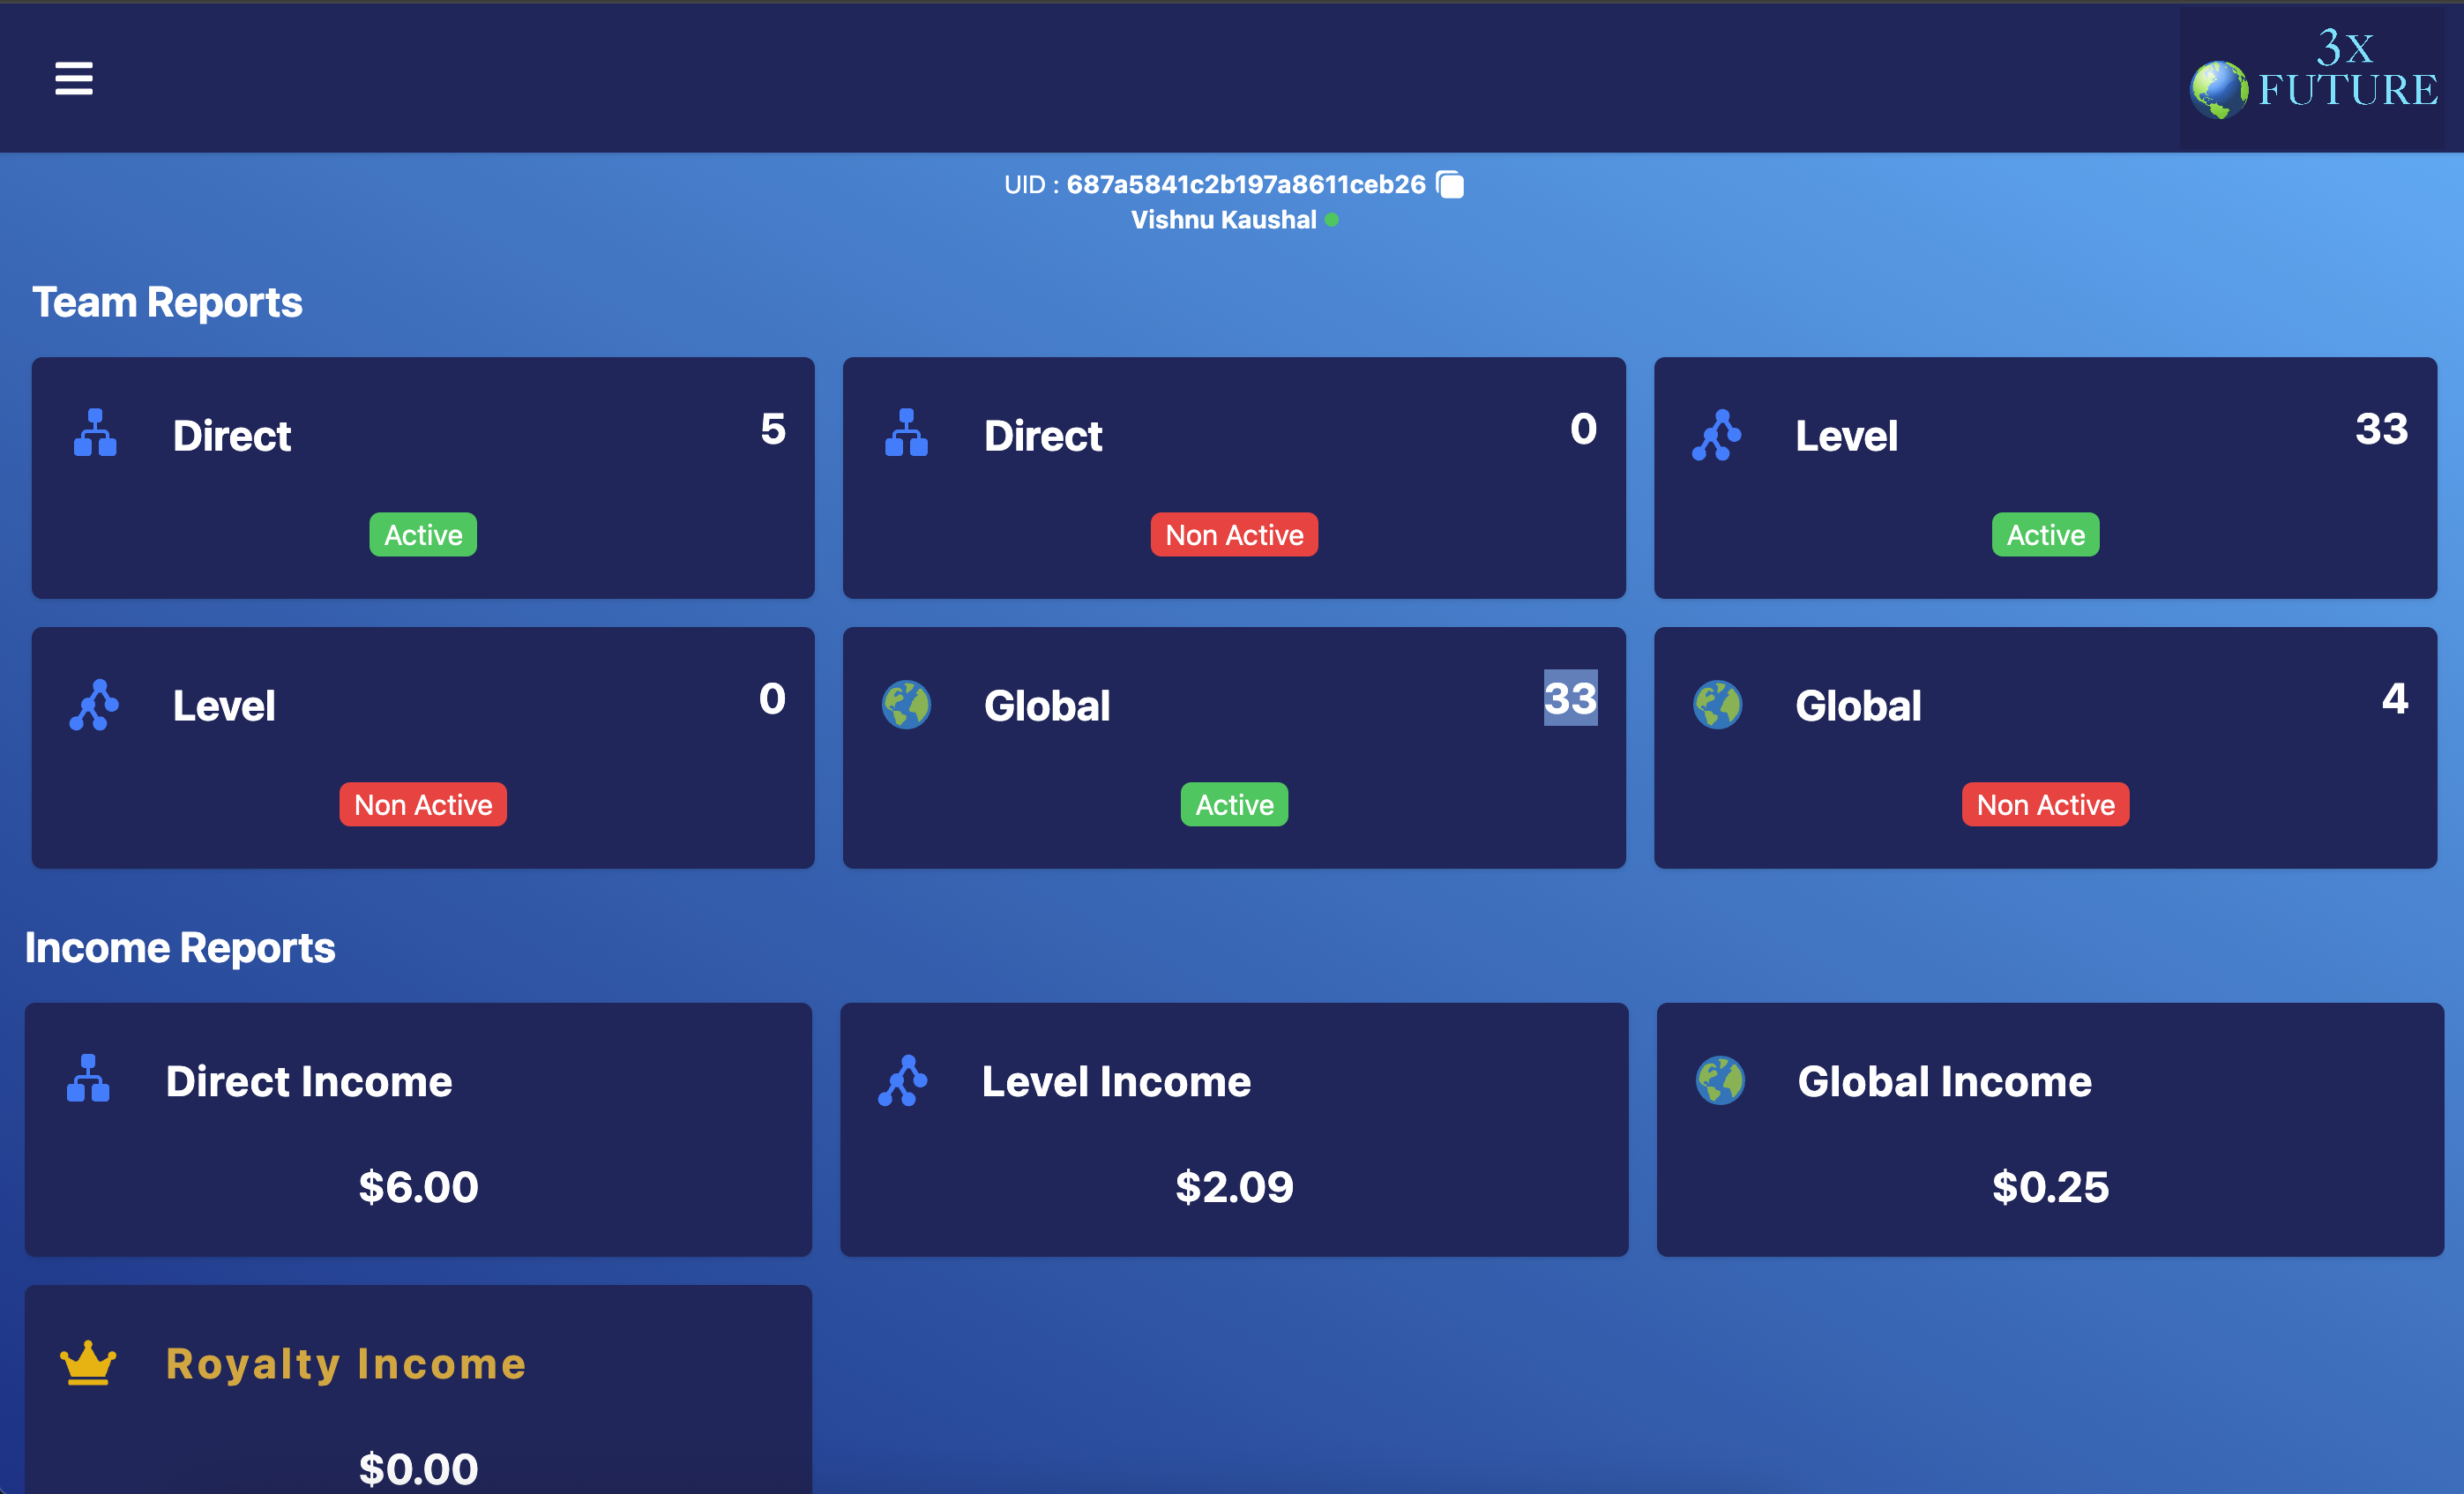 3X
FUTURE
UID : 687a5841c2b197a8611ceb26
Vishnu Kaushal
Team Reports
Direct 5
Active
Direct 0
Non Active
Level 33
Active
Level 0
Non Active
Global 33
Active
Global 4
Non Active
Income Reports
Direct Income
$6.00
Level Income
$2.09
Global Income
$0.25
Royalty Income
$0.00